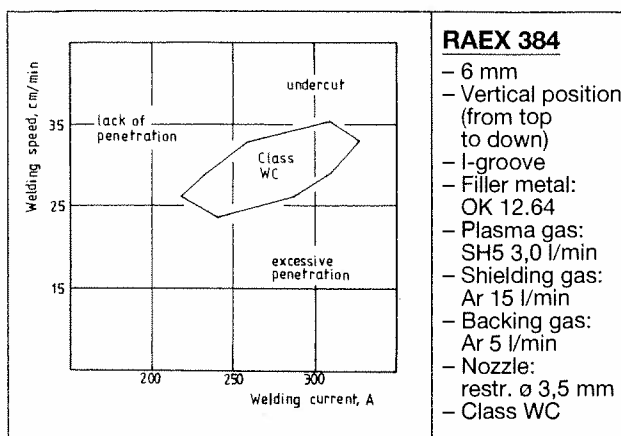 Welding speed, cm/min
35
25
15
undercut
lack of
penetration
Class
WC
excessive
penetration
200
250
300
Welding current, A
RAEX 384
– 6 mm
– Vertical position
(from top
to down)
– I-groove
– Filler metal:
OK 12.64
– Plasma gas:
SH5 3,0 l/min
– Shielding gas:
Ar 15 l/min
– Backing gas:
Ar 5 l/min
– Nozzle:
restr. ø 3,5 mm
– Class WC